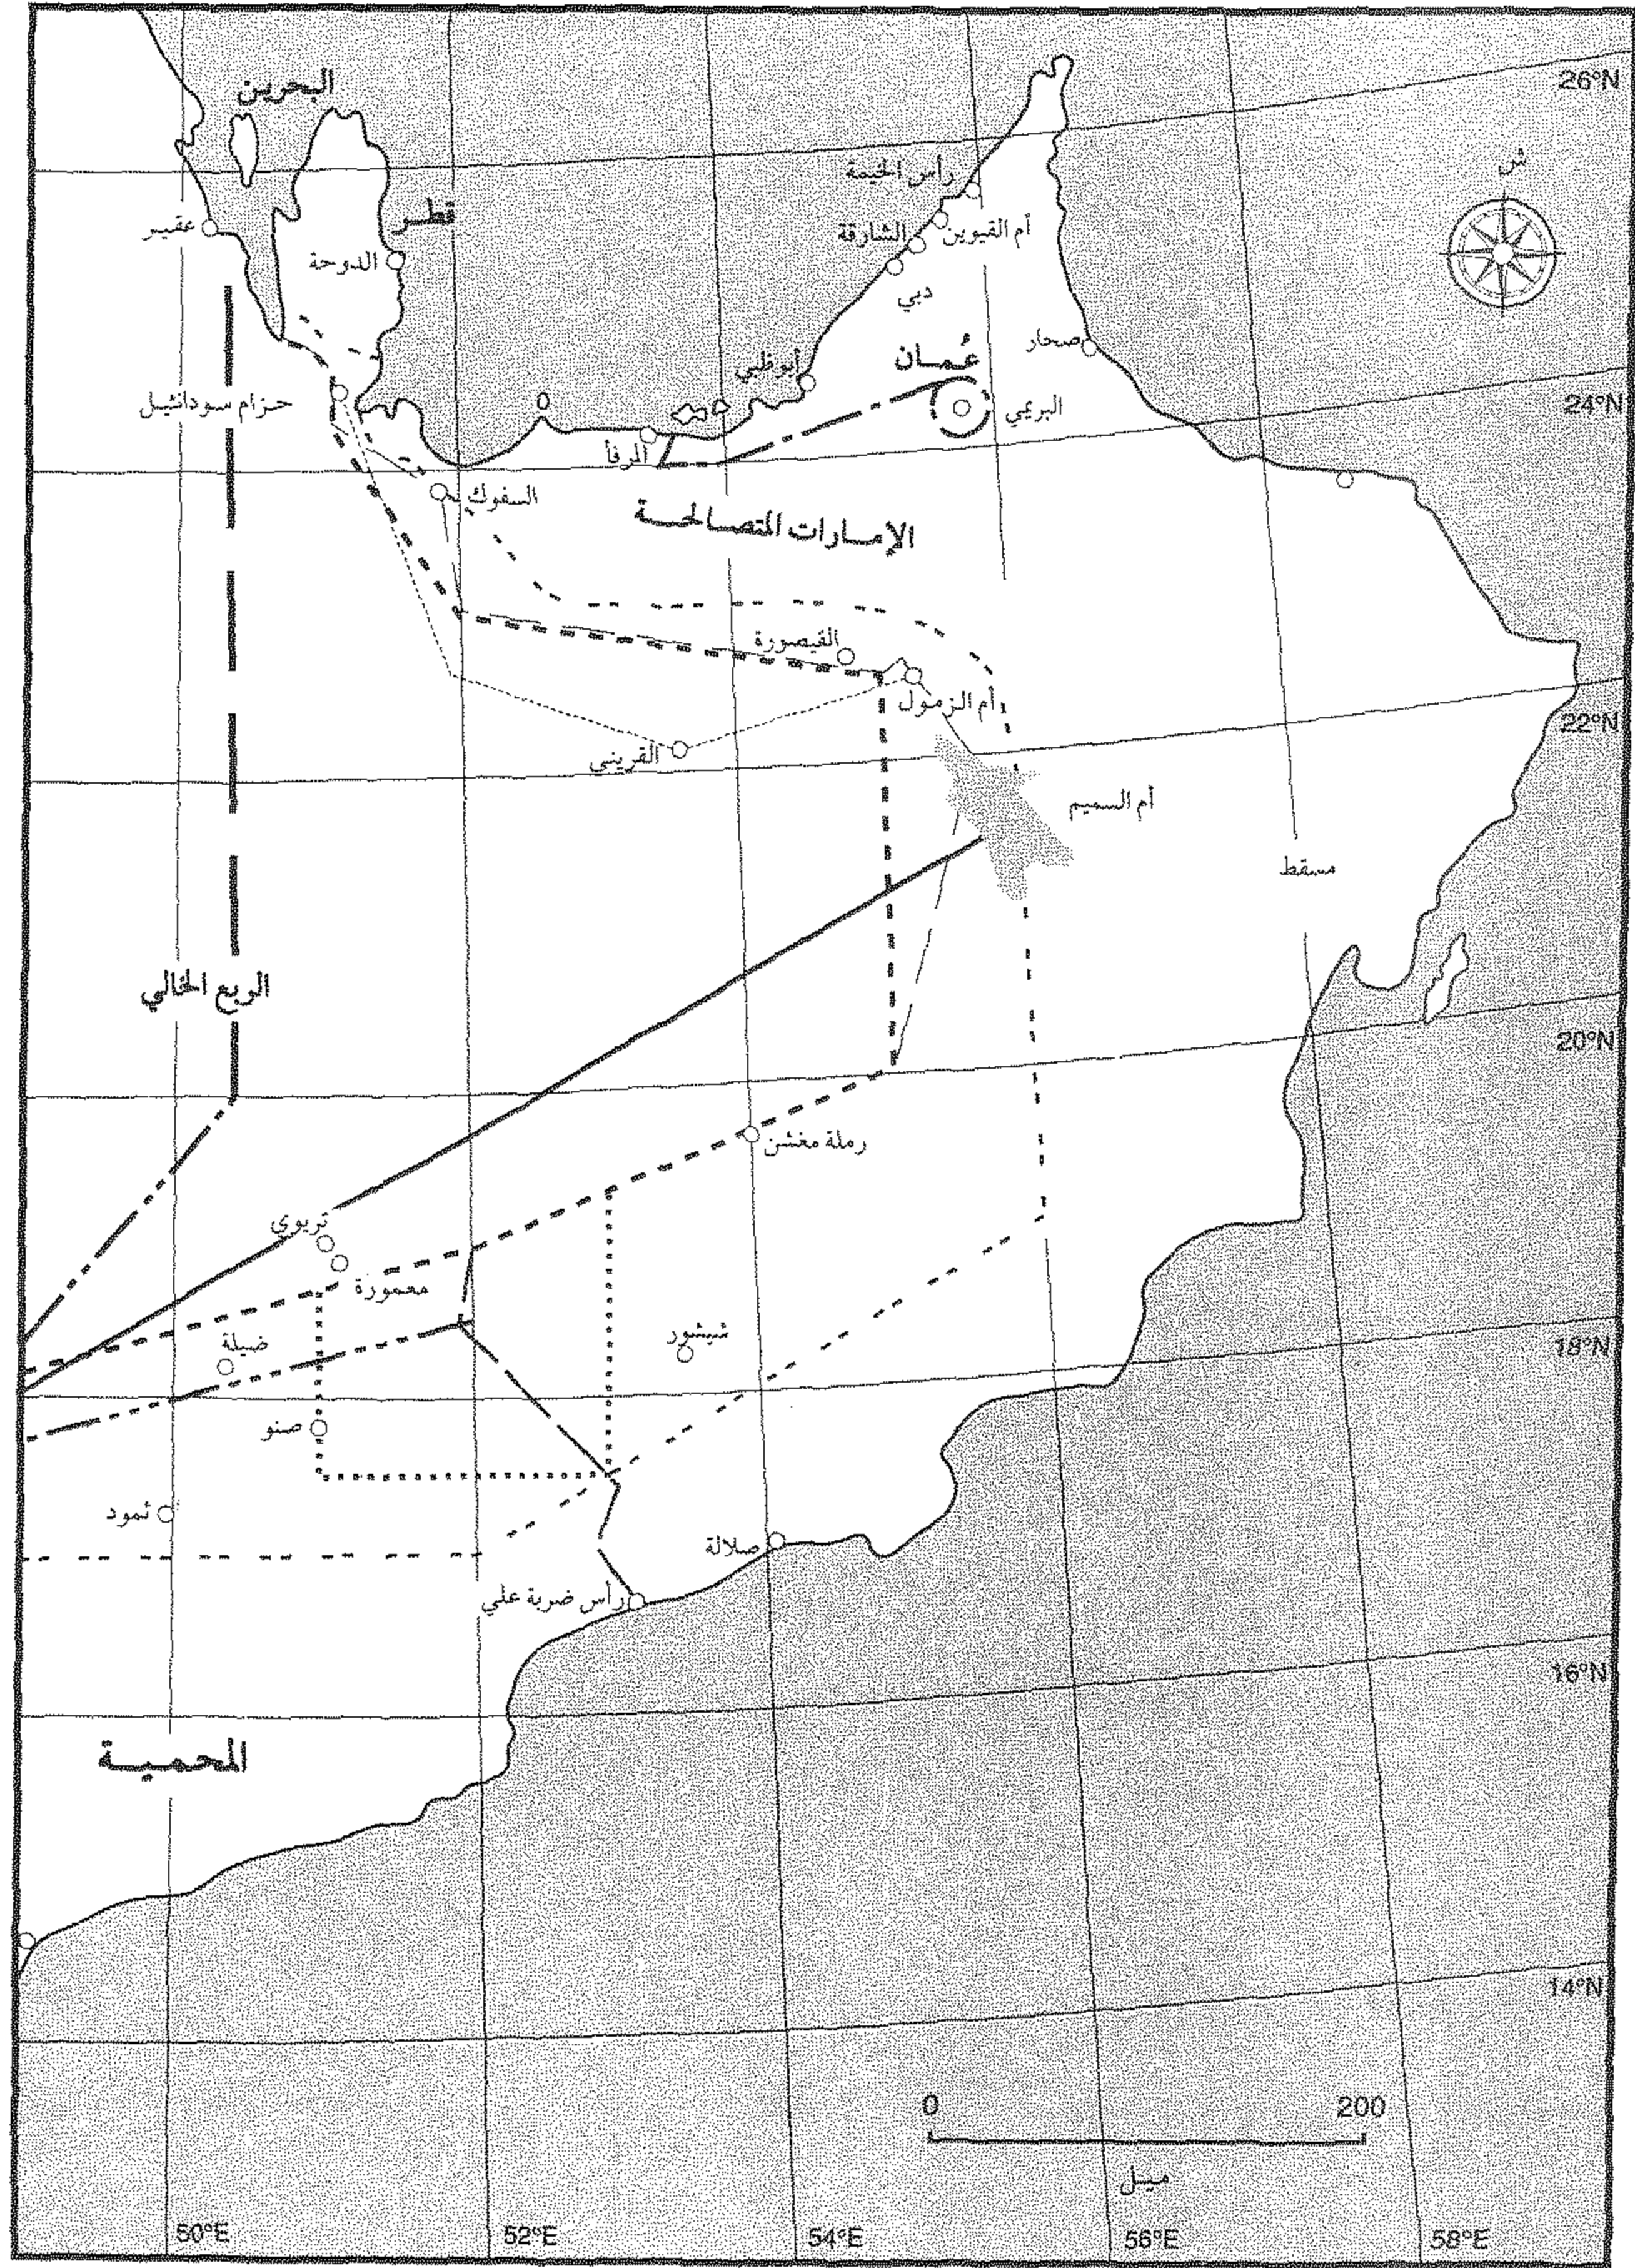 البحرين
26°N
ش
رأس الخيمة
قطر
عقير
أم القيوين
الشارقة
الدوحة
دبي
صحار
عُمان
أبوظبي
حزام سودانثيل
البريمي
24°N
المرفأ
السفوك
الإمارات المتصالحة
القيصورة
أم الزمول
22°N
القريني
أم السميم
مسقط
الربع الخالي
20°N
رملة مغشن
تريوي
معمورة
شيشور
ضيلة
18°N
صنو
ثمود
صلالة
رأس ضربة علي
16°N
المحمية
14°N
0 200
ميل
50°E 52°E 54°E 56°E 58°E